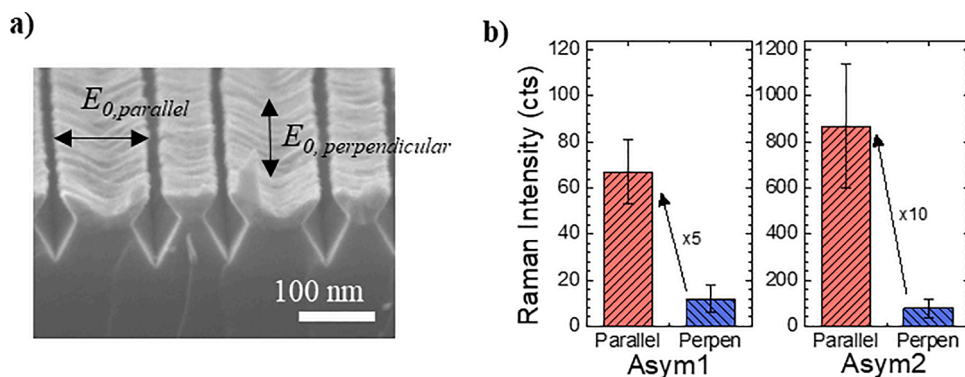 a)
E0,parallel
E0, perpendicular
100 nm
b)
Raman Intensity (cts)
120
100
80
60
40
20
0
x5
Parallel Perpen
Asym1
1200
1000
800
600
400
200
0
x10
Parallel Perpen
Asym2